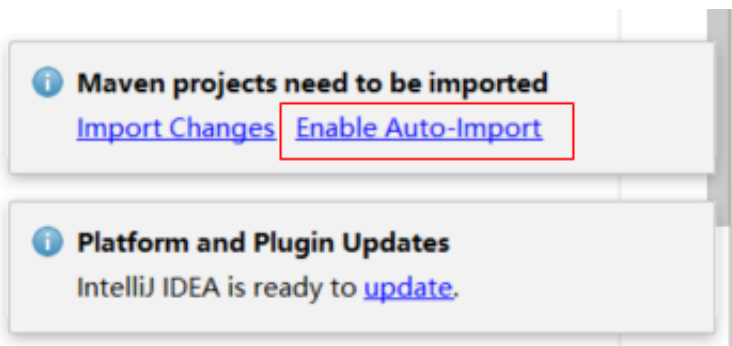 Maven projects need to be imported
Import Changes Enable Auto-Import
Platform and Plugin Updates
IntelliJ IDEA is ready to update.